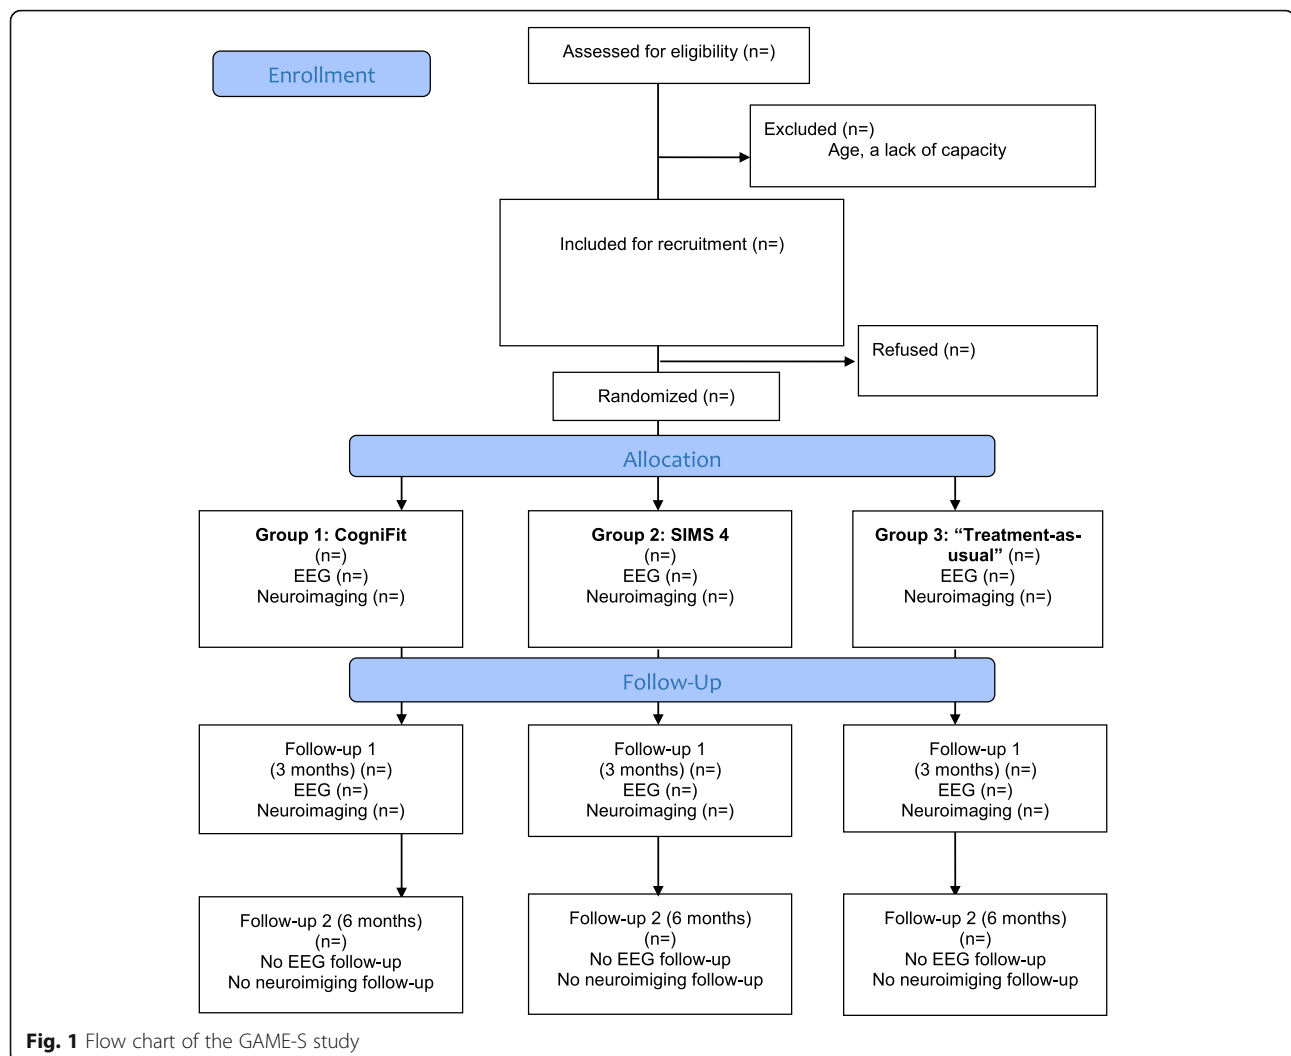 Assessed for eligibility (n=)
Enrollment
Excluded (n=)
Age, a lack of capacity
Included for recruitment (n=)
Refused (n=)
Randomized (n=)
Allocation
Group 1: CogniFit
(n=)
EEG (n=)
Neuroimaging (n=)
Group 2: SIMS 4
(n=)
EEG (n=)
Neuroimaging (n=)
Group 3: “Treatment-as-
usual” (n=)
EEG (n=)
Neuroimaging (n=)
Follow-Up
Follow-up 1
(3 months) (n=)
EEG (n=)
Neuroimaging (n=)
Follow-up 1
(3 months) (n=)
EEG (n=)
Neuroimaging (n=)
Follow-up 1
(3 months) (n=)
EEG (n=)
Neuroimaging (n=)
Follow-up 2 (6 months)
(n=)
No EEG follow-up
No neuroimiging follow-up
Follow-up 2 (6 months)
(n=)
No EEG follow-up
No neuroimiging follow-up
Follow-up 2 (6 months)
(n=)
No EEG follow-up
No neuroimiging follow-up
Fig. 1 Flow chart of the GAME-S study